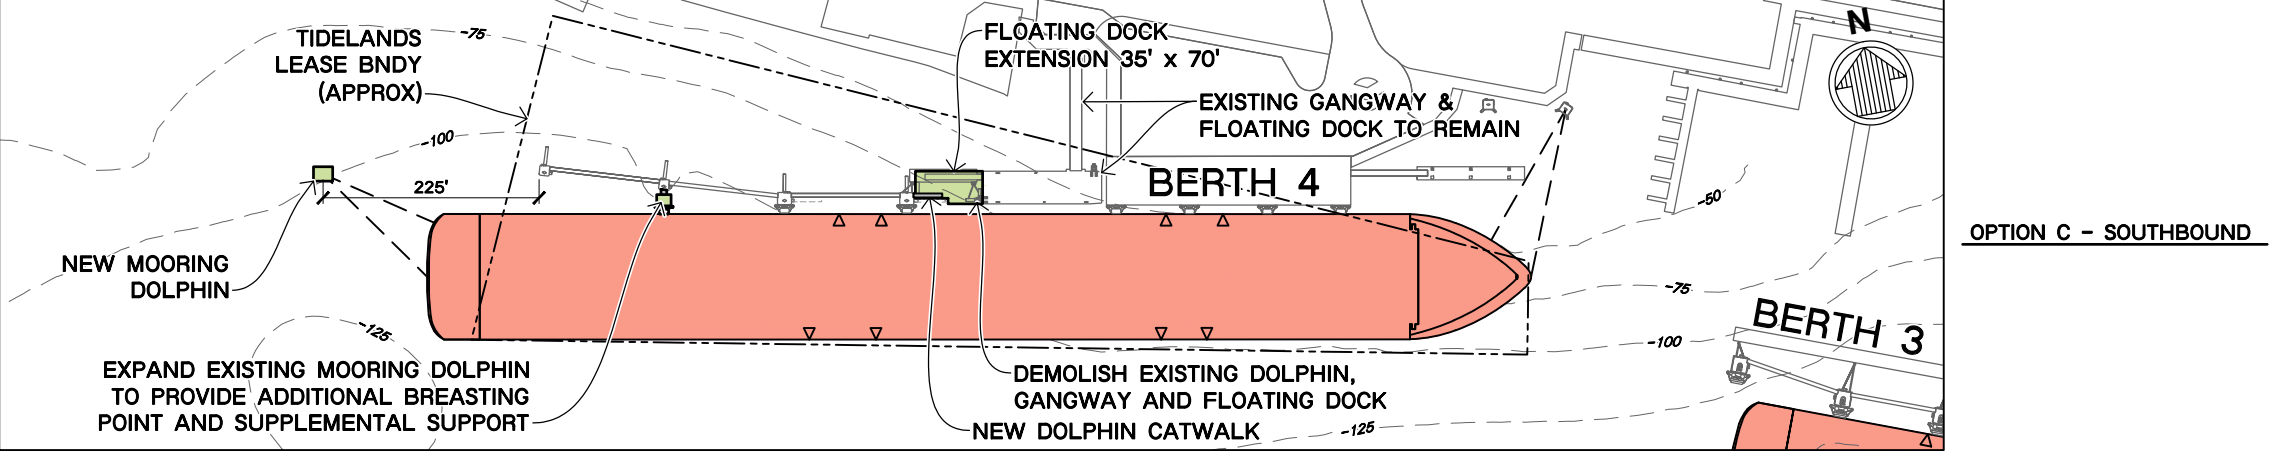 N
-75
TIDELANDS
LEASE BNDY
(APPROX)
FLOATING DOCK
EXTENSION 35' x 70'
EXISTING GANGWAY &
FLOATING DOCK TO REMAIN
-100
225'
BERTH 4
-50
OPTION C - SOUTHBOUND
NEW MOORING
DOLPHIN
-75
BERTH 3
-125
-100
EXPAND EXISTING MOORING DOLPHIN
TO PROVIDE ADDITIONAL BREASTING
POINT AND SUPPLEMENTAL SUPPORT
DEMOLISH EXISTING DOLPHIN,
GANGWAY AND FLOATING DOCK
NEW DOLPHIN CATWALK
-125